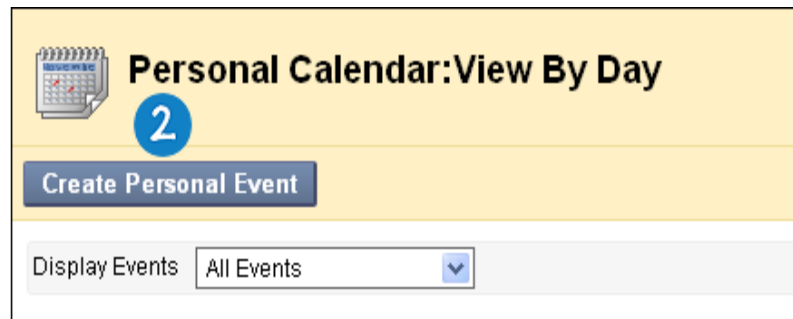 Personal Calendar:View By Day
2
Create Personal Event
Display Events All Events